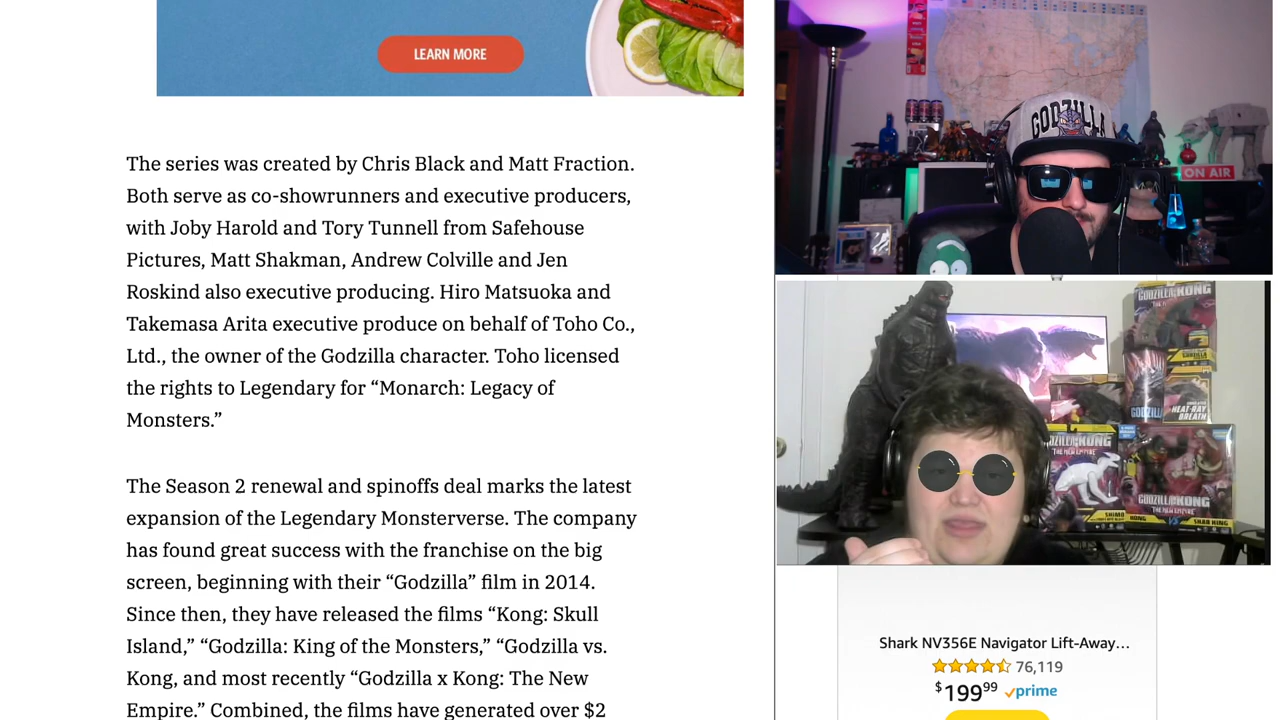 LEARN MORE
The series was created by Chris Black and Matt Fraction.
Both serve as co-showrunners and executive producers,
with Joby Harold and Tory Tunnell from Safehouse
Pictures, Matt Shakman, Andrew Colville and Jen
Roskind also executive producing. Hiro Matsuoka and
Takemasa Arita executive produce on behalf of Toho Co.,
Ltd., the owner of the Godzilla character. Toho licensed
the rights to Legendary for “Monarch: Legacy of
Monsters.”
The Season 2 renewal and spinoffs deal marks the latest
expansion of the Legendary Monsterverse. The company
has found great success with the franchise on the big
screen, beginning with their “Godzilla” film in 2014.
Since then, they have released the films “Kong: Skull
Island,” “Godzilla: King of the Monsters,” “Godzilla vs.
Kong, and most recently “Godzilla x Kong: The New
Empire.” Combined, the films have generated over $2
GODZILLA
ON AIR
GODZILLA KONG
HEAT-RAY
BREATH
GODZILLA KONG
THE NEW EMPIRE
SHIMO
KONG
GODZILLA KONG
THE NEW EMPIRE
VS
SKAR KING
Shark NV356E Navigator Lift-Away…
76,119
$199.99 prime